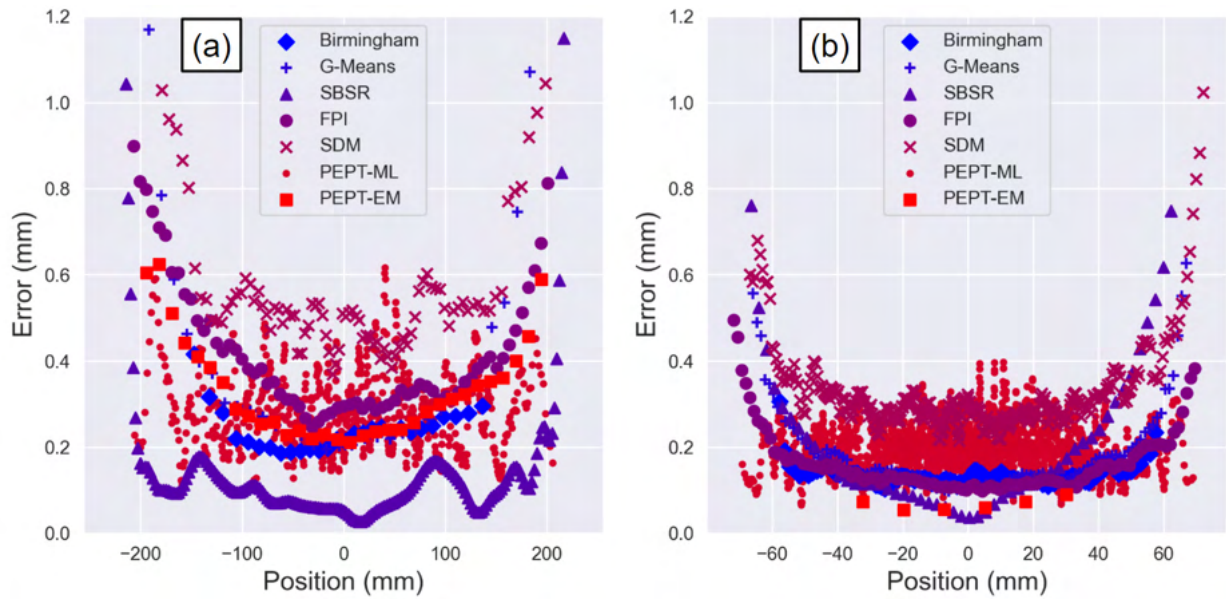 (a)
Birmingham
G-Means
SBSR
FPI
SDM
PEPT-ML
PEPT-EM
1.2
1.0
0.8
0.6
0.4
0.2
0.0
Error (mm)
−200
−100
0
100
200
Position (mm)
(b)
Birmingham
G-Means
SBSR
FPI
SDM
PEPT-ML
PEPT-EM
1.2
1.0
0.8
0.6
0.4
0.2
0.0
Error (mm)
−60
−40
−20
0
20
40
60
Position (mm)